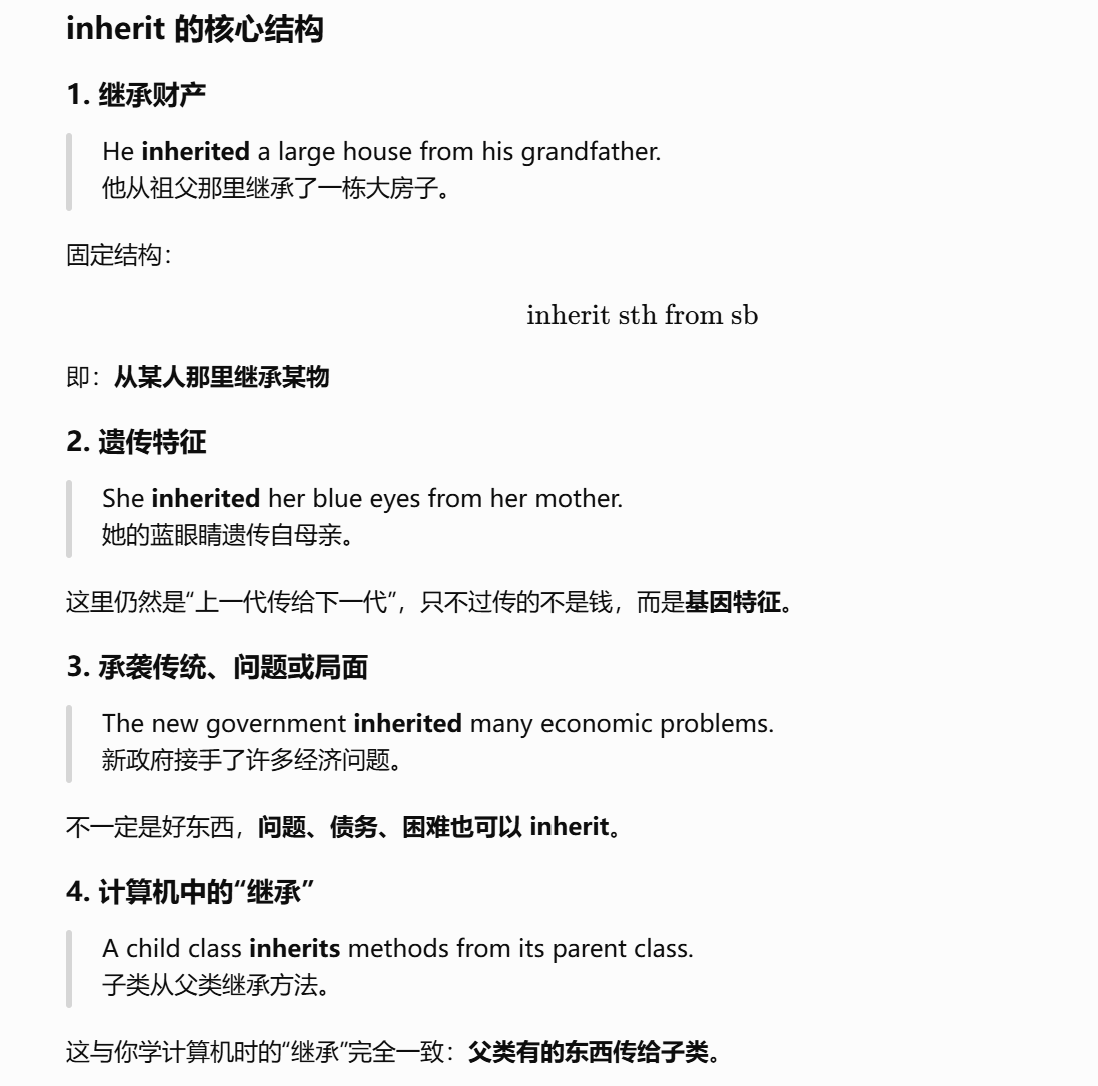 inherit 的核心结构
1. 继承财产
He inherited a large house from his grandfather.
他从祖父那里继承了一栋大房子。
固定结构：
inherit sth from sb
即：从某人那里继承某物
2. 遗传特征
She inherited her blue eyes from her mother.
她的蓝眼睛遗传自母亲。
这里仍然是“上一代传给下一代”，只不过传的不是钱，而是基因特征。
3. 承袭传统、问题或局面
The new government inherited many economic problems.
新政府接手了许多经济问题。
不一定是好东西，问题、债务、困难也可以 inherit。
4. 计算机中的“继承”
A child class inherits methods from its parent class.
子类从父类继承方法。
这与你学计算机时的“继承”完全一致：父类有的东西传给子类。